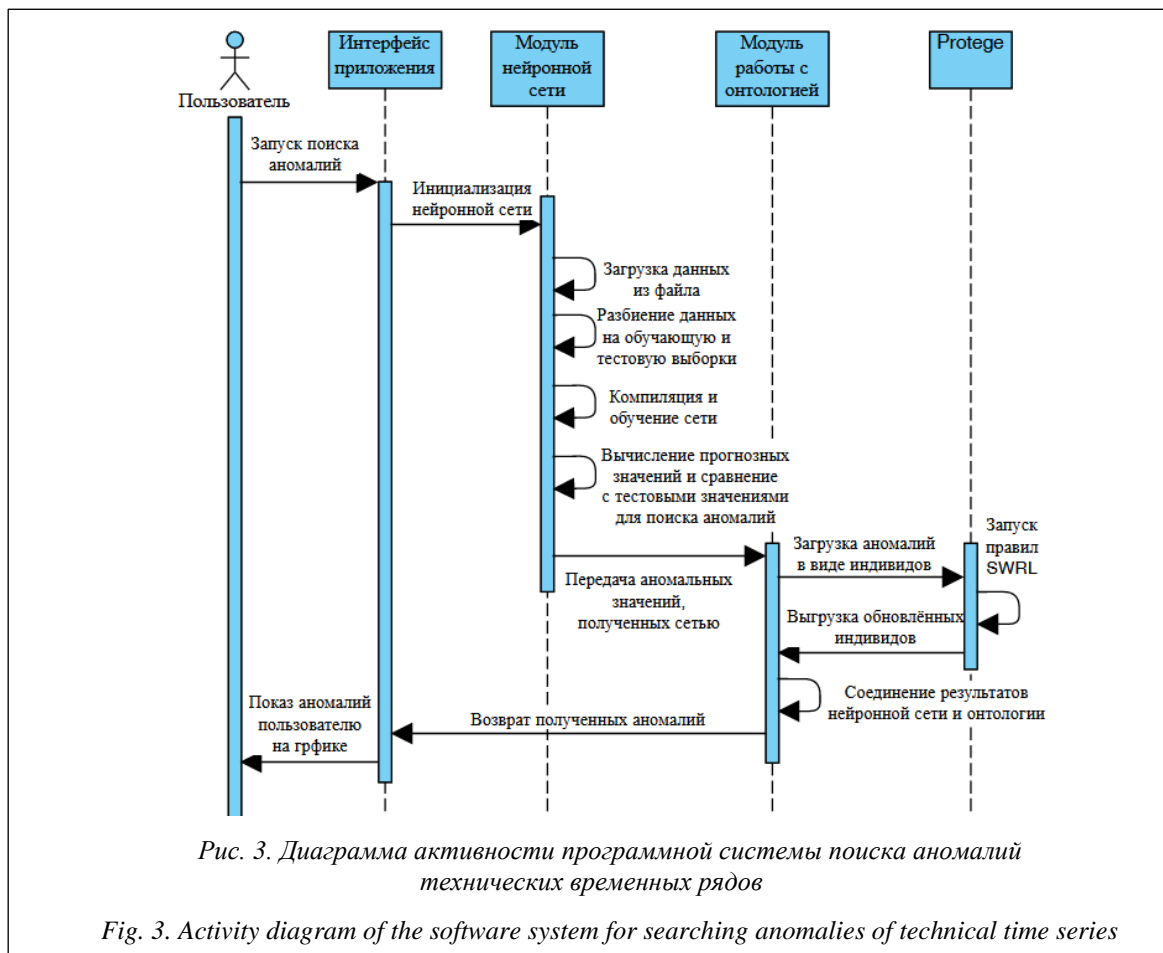 Пользователь
Интерфейс
приложения
Модуль
нейронной
сети
Модуль
работы с
онтологией
Protege
Запуск поиска
аномалий
Инициализация
нейронной сети
Загрузка данных
из файла
Разбиение данных
на обучающую и
тестовую выборки
Компиляция и
обучение сети
Вычисление прогнозных
значений и сравнение
с тестовыми значениями
для поиска аномалий
Передача аномальных
значений,
полученных сетью
Загрузка аномалий
в виде индивидов
Запуск
правил
SWRL
Выгрузка обновлённых
индивидов
Соединение результатов
нейронной сети и онтологии
Возврат полученных аномалий
Показ аномалий
пользователю
на грфике
Рис. 3. Диаграмма активности программной системы поиска аномалий
технических временных рядов
Fig. 3. Activity diagram of the software system for searching anomalies of technical time series